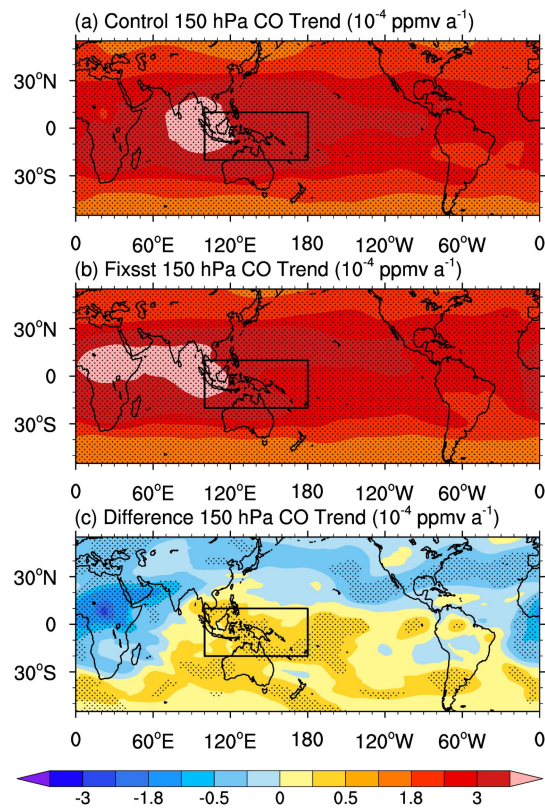 (a) Control 150 hPa CO Trend (10⁻⁴ ppmv a⁻¹)
30°N
0
30°S
0 60°E 120°E 180 120°W 60°W 0
(b) Fixsst 150 hPa CO Trend (10⁻⁴ ppmv a⁻¹)
30°N
0
30°S
0 60°E 120°E 180 120°W 60°W 0
(c) Difference 150 hPa CO Trend (10⁻⁴ ppmv a⁻¹)
30°N
0
30°S
0 60°E 120°E 180 120°W 60°W 0
-3 -1.8 -0.5 0 0.5 1.8 3